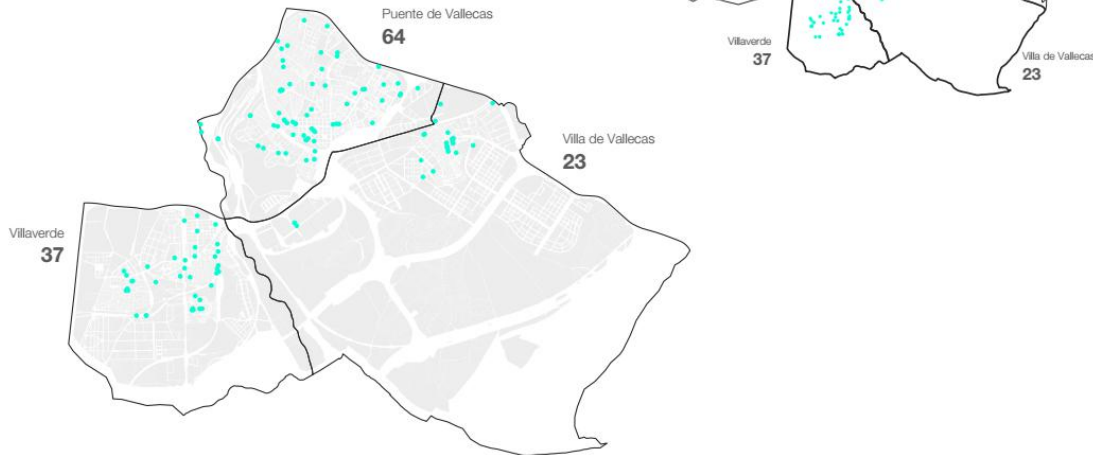 Puente de Vallecas
64
Villaverde
37
Villa de Vallecas
23
Villa de Vallecas
23
Villaverde
37